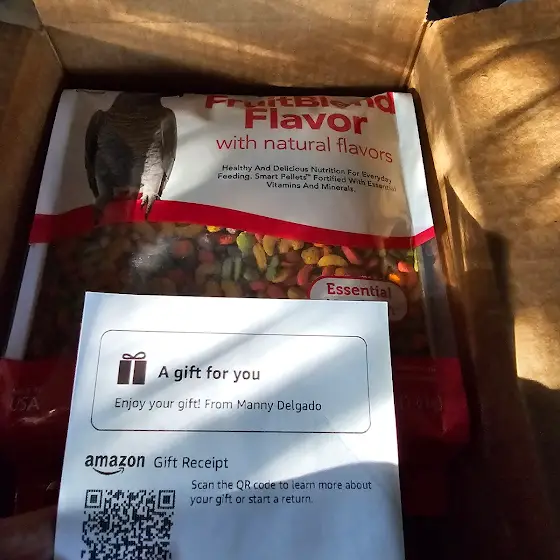 FruitBlend
Flavor
with natural flavors
Healthy And Delicious Nutrition For Everyday
Feeding. Smart Pellets™ Fortified With Essential
Vitamins And Minerals.
Essential
USA
A gift for you
Enjoy your gift! From Manny Delgado
amazon Gift Receipt
Scan the QR code to learn more about
your gift or start a return.